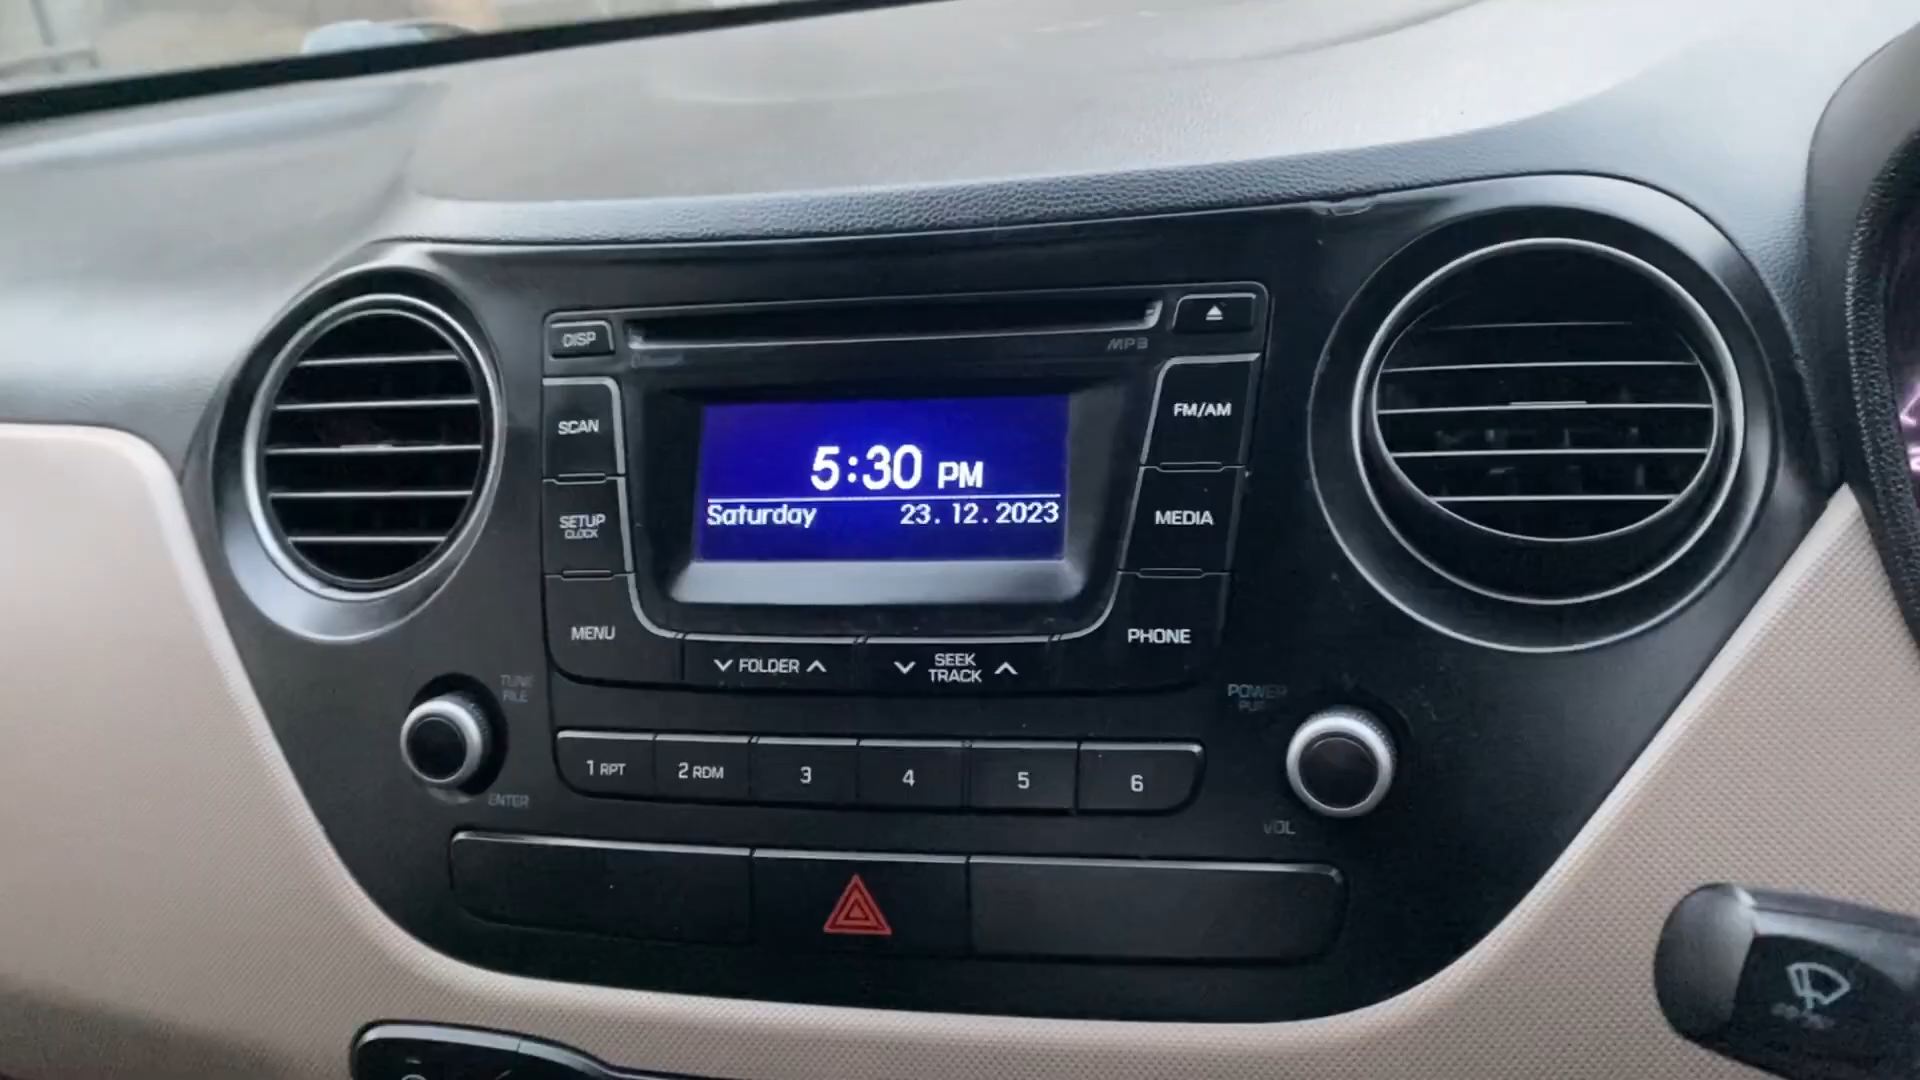 DISP
MP3
SCAN
FM/AM
5:30 PM
Saturday 23.12.2023
SETUP
CLOCK
MEDIA
MENU
PHONE
FOLDER
SEEK
TRACK
TUNE
FILE
POWER
ENTER
1 RPT
2 RDM
3
4
5
6
VOL